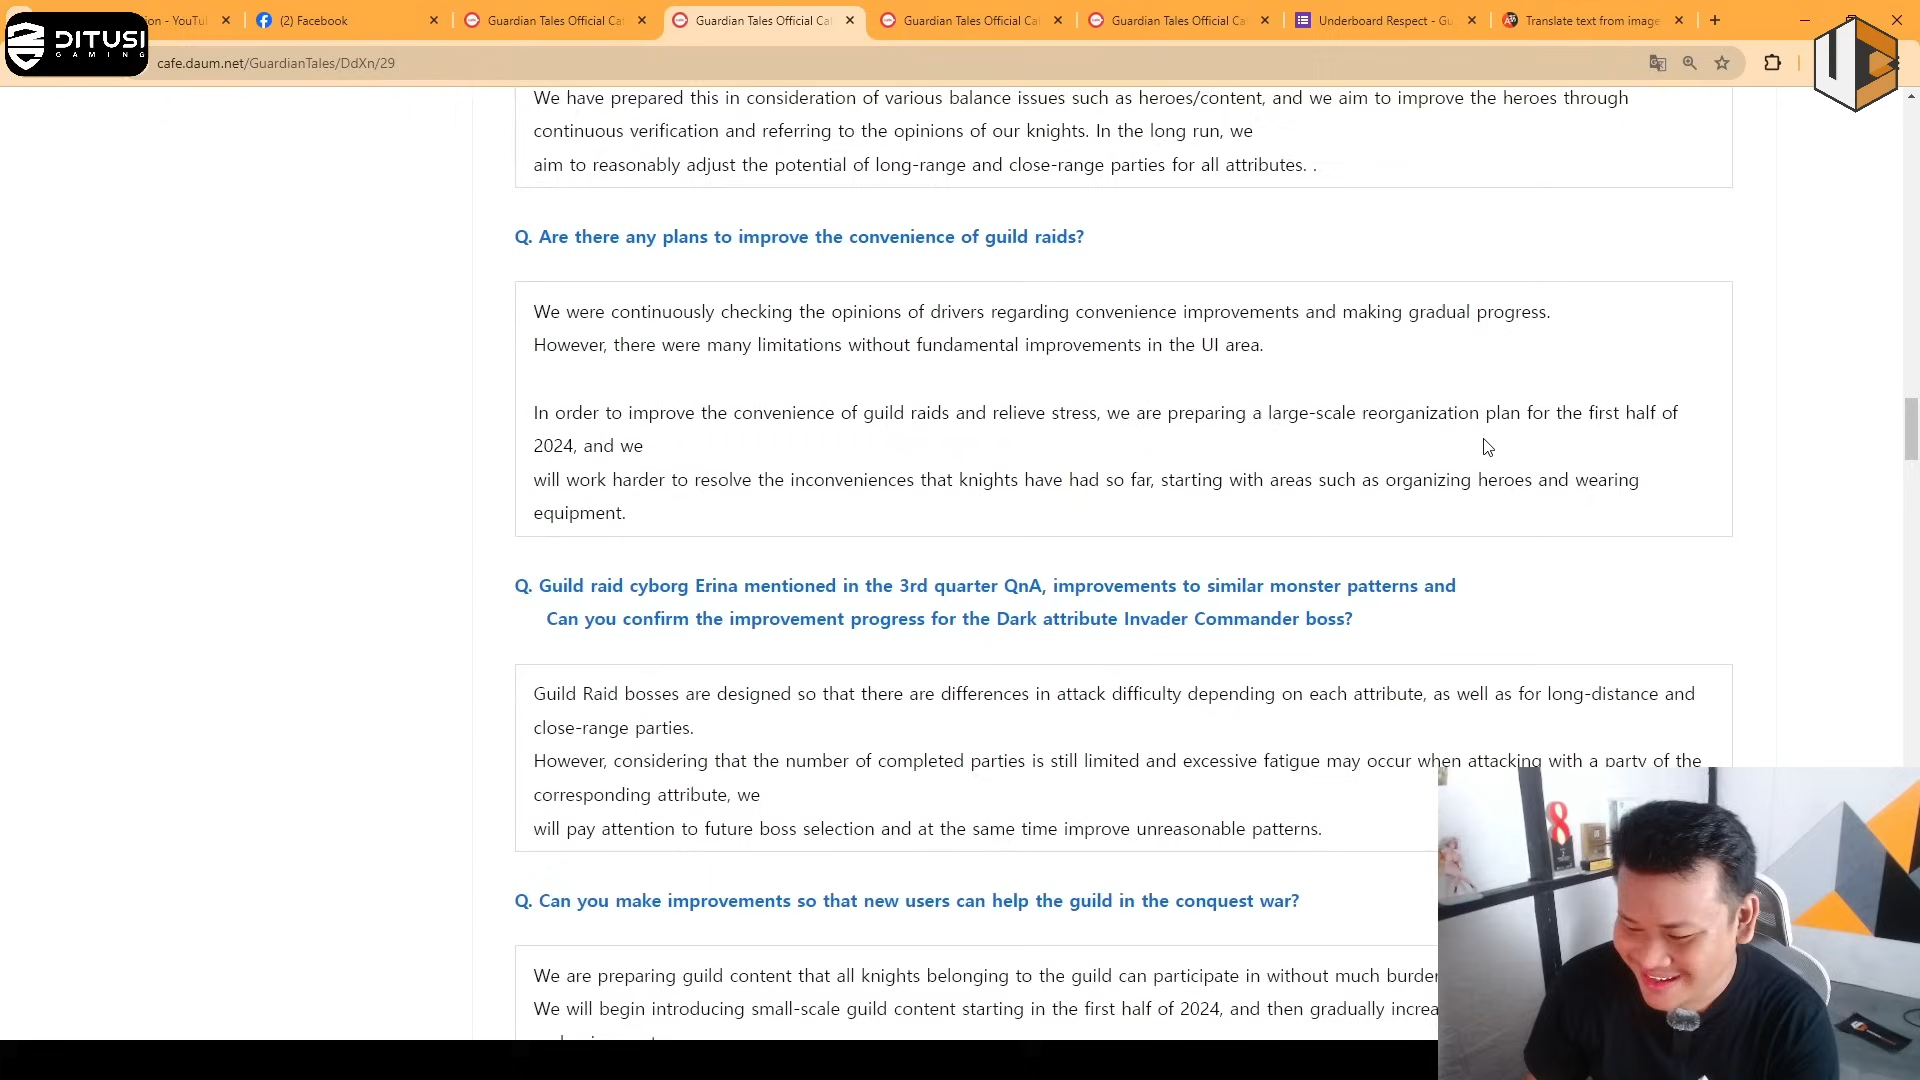 DITUSI
GAMING
ion - YouTu
(2) Facebook
Guardian Tales Official Caf
Guardian Tales Official Caf
Guardian Tales Official Ca
Guardian Tales Official Ca
Underboard Respect - Gu
Translate text from image
cafe.daum.net/GuardianTales/DdXn/29
We have prepared this in consideration of various balance issues such as heroes/content, and we aim to improve the heroes through
continuous verification and referring to the opinions of our knights. In the long run, we
aim to reasonably adjust the potential of long-range and close-range parties for all attributes. .
Q. Are there any plans to improve the convenience of guild raids?
We were continuously checking the opinions of drivers regarding convenience improvements and making gradual progress.
However, there were many limitations without fundamental improvements in the UI area.
In order to improve the convenience of guild raids and relieve stress, we are preparing a large-scale reorganization plan for the first half of
2024, and we
will work harder to resolve the inconveniences that knights have had so far, starting with areas such as organizing heroes and wearing
equipment.
Q. Guild raid cyborg Erina mentioned in the 3rd quarter QnA, improvements to similar monster patterns and
Can you confirm the improvement progress for the Dark attribute Invader Commander boss?
Guild Raid bosses are designed so that there are differences in attack difficulty depending on each attribute, as well as for long-distance and
close-range parties.
However, considering that the number of completed parties is still limited and excessive fatigue may occur when attacking with a party of the
corresponding attribute, we
will pay attention to future boss selection and at the same time improve unreasonable patterns.
Q. Can you make improvements so that new users can help the guild in the conquest war?
We are preparing guild content that all knights belonging to the guild can participate in without much burder
We will begin introducing small-scale guild content starting in the first half of 2024, and then gradually increa
8